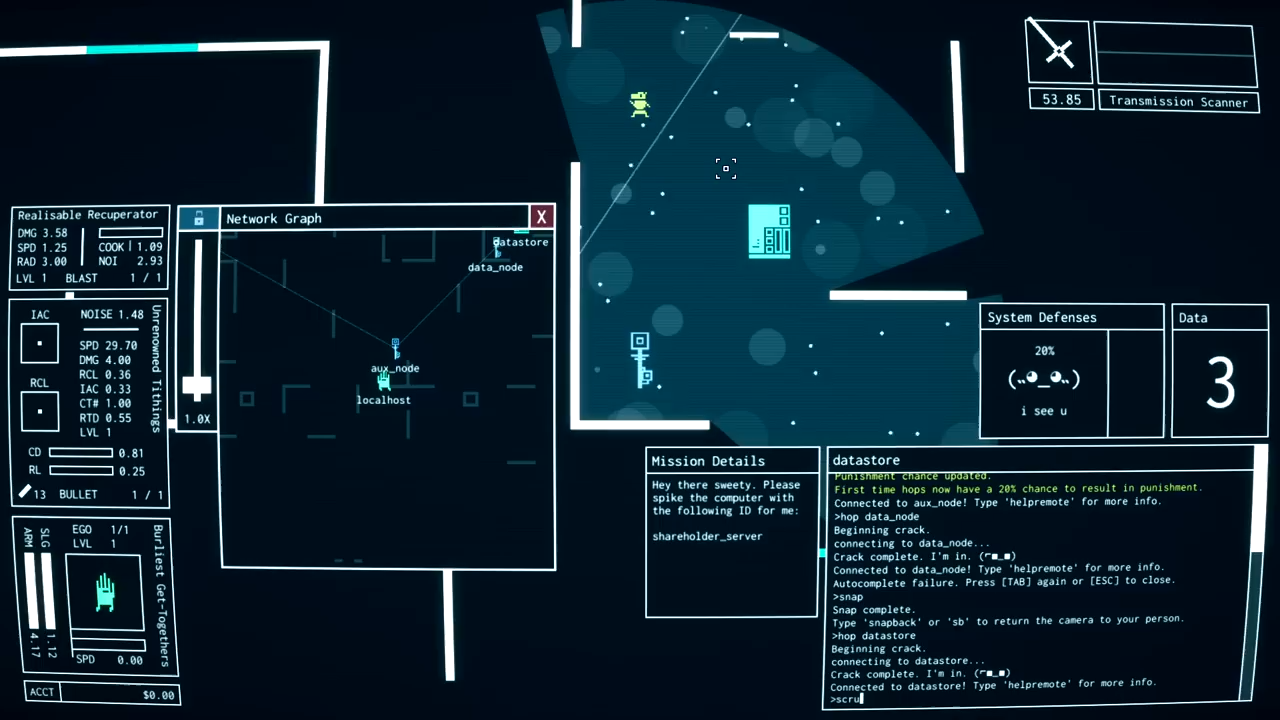 53.85
Transmission Scanner
Realisable Recuperator
DMG 3.58
SPD 1.25
RAD 3.00
COOK 1.09
NOI 2.93
LVL 1 BLAST 1 / 1
IAC
RCL
NOISE 1.48
SPD 29.70
DMG 4.00
RCL 0.36
IAC 0.33
CT# 1.00
RTD 0.55
LVL 1
Unrenowned Tithings
CD 0.81
RL 0.25
13 BULLET 1 / 1
ARM
SLG
EGO 1/1
LVL 1
4.17
1.12
SPD 0.00
Burliest Get-Togethers
ACCT $0.00
Network Graph X
datastore
data_node
aux_node
localhost
1.0X
System Defenses
20%
(„◕_◕„)
i see u
Data
3
Mission Details
Hey there sweety. Please
spike the computer with
the following ID for me:
shareholder_server
datastore
Punishment chance updated.
First time hops now have a 20% chance to result in punishment.
Connected to aux_node! Type 'helpremote' for more info.
>hop data_node
Beginning crack.
connecting to data_node...
Crack complete. I'm in. (⌐■_■)
Connected to data_node! Type 'helpremote' for more info.
Autocomplete failure. Press [TAB] again or [ESC] to close.
>snap
Snap complete.
Type 'snapback' or 'sb' to return the camera to your person.
>hop datastore
Beginning crack.
connecting to datastore...
Crack complete. I'm in. (⌐■_■)
Connected to datastore! Type 'helpremote' for more info.
>scru